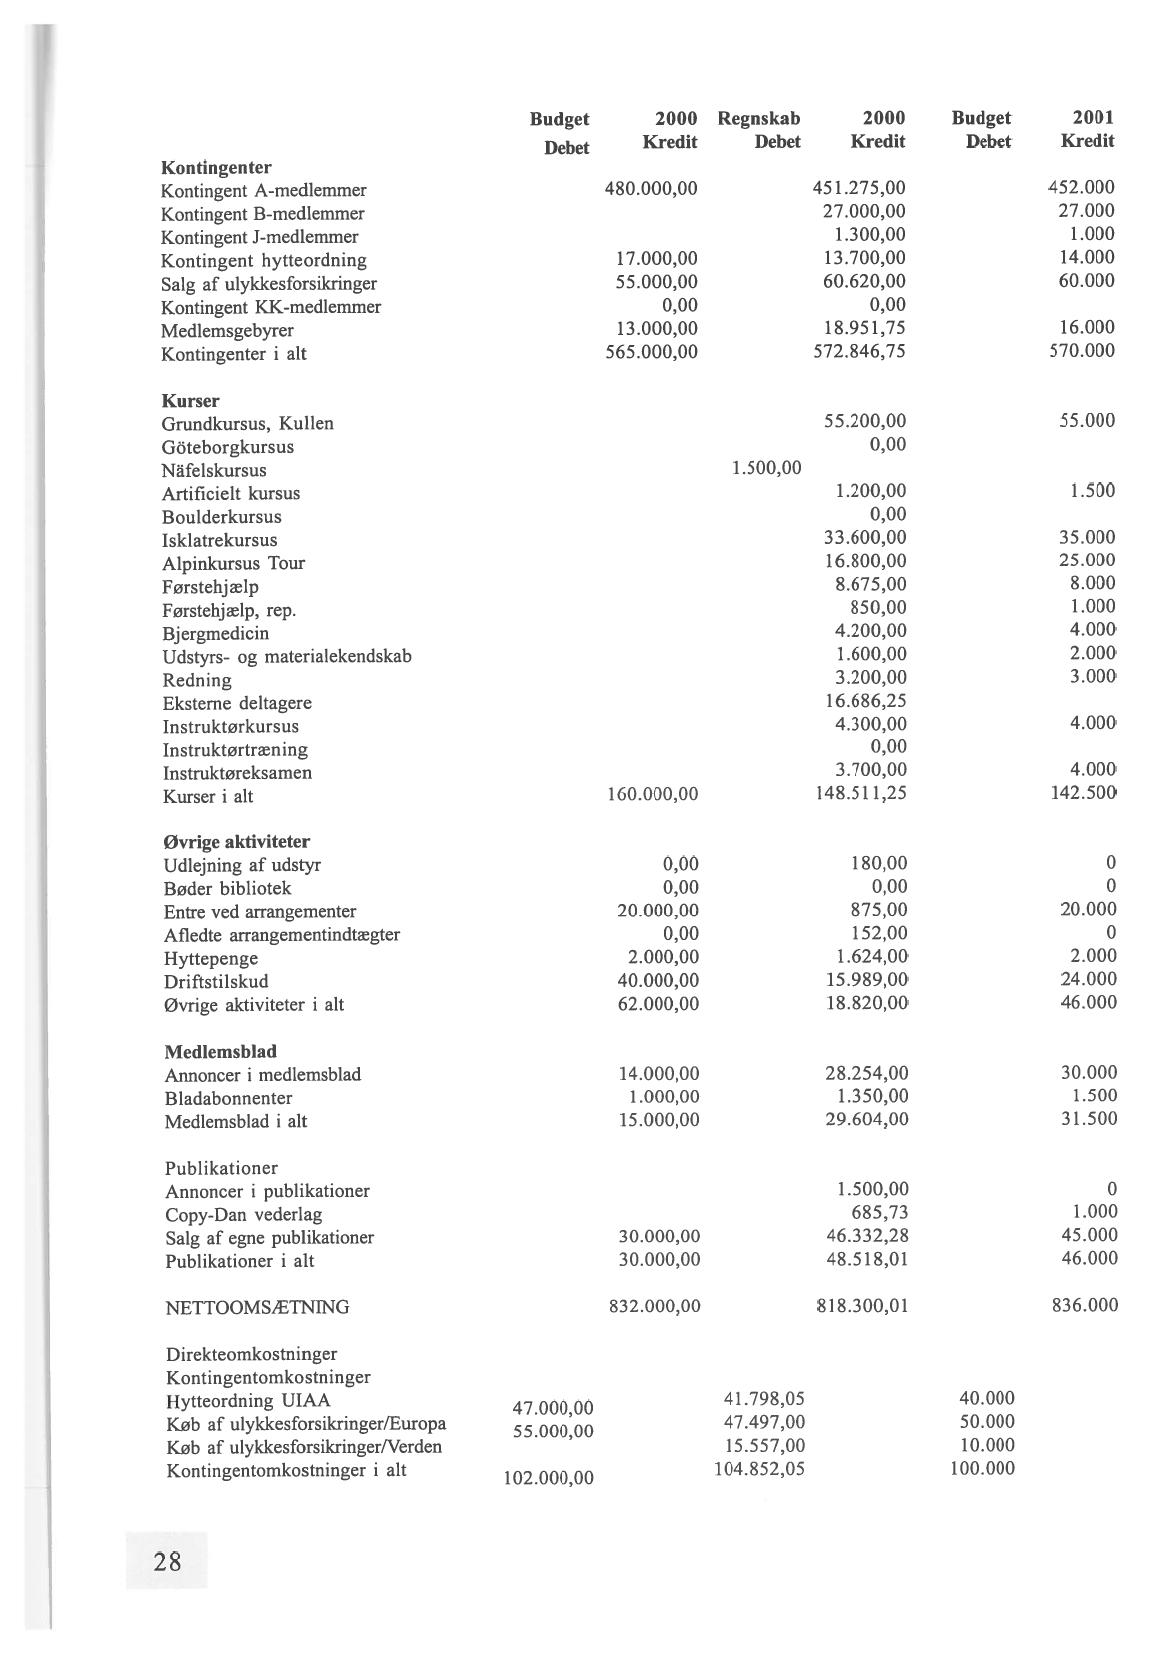 Budget 2000 Regnskab 2000 Budget 2001
Debet Kredit Debet Kredit Debet Kredit
Kontingenter
Kontingent A-medlemmer 480.000,00 451.275,00 452.000
Kontingent B-medlemmer 27.000,00 27.000
Kontingent J-medlemmer 1.300,00 1.000
Kontingent hytteordning 17.000,00 13.700,00 14.000
Salg af ulykkesforsikringer 55.000,00 60.620,00 60.000
Kontingent KK-medlemmer 0,00 0,00
Medlemsgebyrer 13.000,00 18.951,75 16.000
Kontingenter i alt 565.000,00 572.846,75 570.000
Kurser
Grundkursus, Kullen 55.200,00 55.000
Göteborgkursus 0,00
Näfelskursus 1.500,00
Artificielt kursus 1.200,00 1.500
Boulderkursus 0,00
Isklatrekursus 33.600,00 35.000
Alpinkursus Tour 16.800,00 25.000
Førstehjælp 8.675,00 8.000
Førstehjælp, rep. 850,00 1.000
Bjergmedicin 4.200,00 4.000
Udstyrs- og materialekendskab 1.600,00 2.000
Redning 3.200,00 3.000
Eksterne deltagere 16.686,25
Instruktørkursus 4.300,00 4.000
Instruktørtræning 0,00
Instruktøreksamen 3.700,00 4.000
Kurser i alt 160.000,00 148.511,25 142.500
Øvrige aktiviteter
Udlejning af udstyr 0,00 180,00 0
Bøder bibliotek 0,00 0,00 0
Entre ved arrangementer 20.000,00 875,00 20.000
Afledte arrangementindtægter 0,00 152,00 0
Hyttepenge 2.000,00 1.624,00 2.000
Driftstilskud 40.000,00 15.989,00 24.000
Øvrige aktiviteter i alt 62.000,00 18.820,00 46.000
Medlemsblad
Annoncer i medlemsblad 14.000,00 28.254,00 30.000
Bladabonnenter 1.000,00 1.350,00 1.500
Medlemsblad i alt 15.000,00 29.604,00 31.500
Publikationer
Annoncer i publikationer 1.500,00 0
Copy-Dan vederlag 685,73 1.000
Salg af egne publikationer 30.000,00 46.332,28 45.000
Publikationer i alt 30.000,00 48.518,01 46.000
NETTOOMSÆTNING 832.000,00 818.300,01 836.000
Direkteomkostninger
Kontingentomkostninger
Hytteordning UIAA 47.000,00 41.798,05 40.000
Køb af ulykkesforsikringer/Europa 55.000,00 47.497,00 50.000
Køb af ulykkesforsikringer/Verden 15.557,00 10.000
Kontingentomkostninger i alt 102.000,00 104.852,05 100.000
28